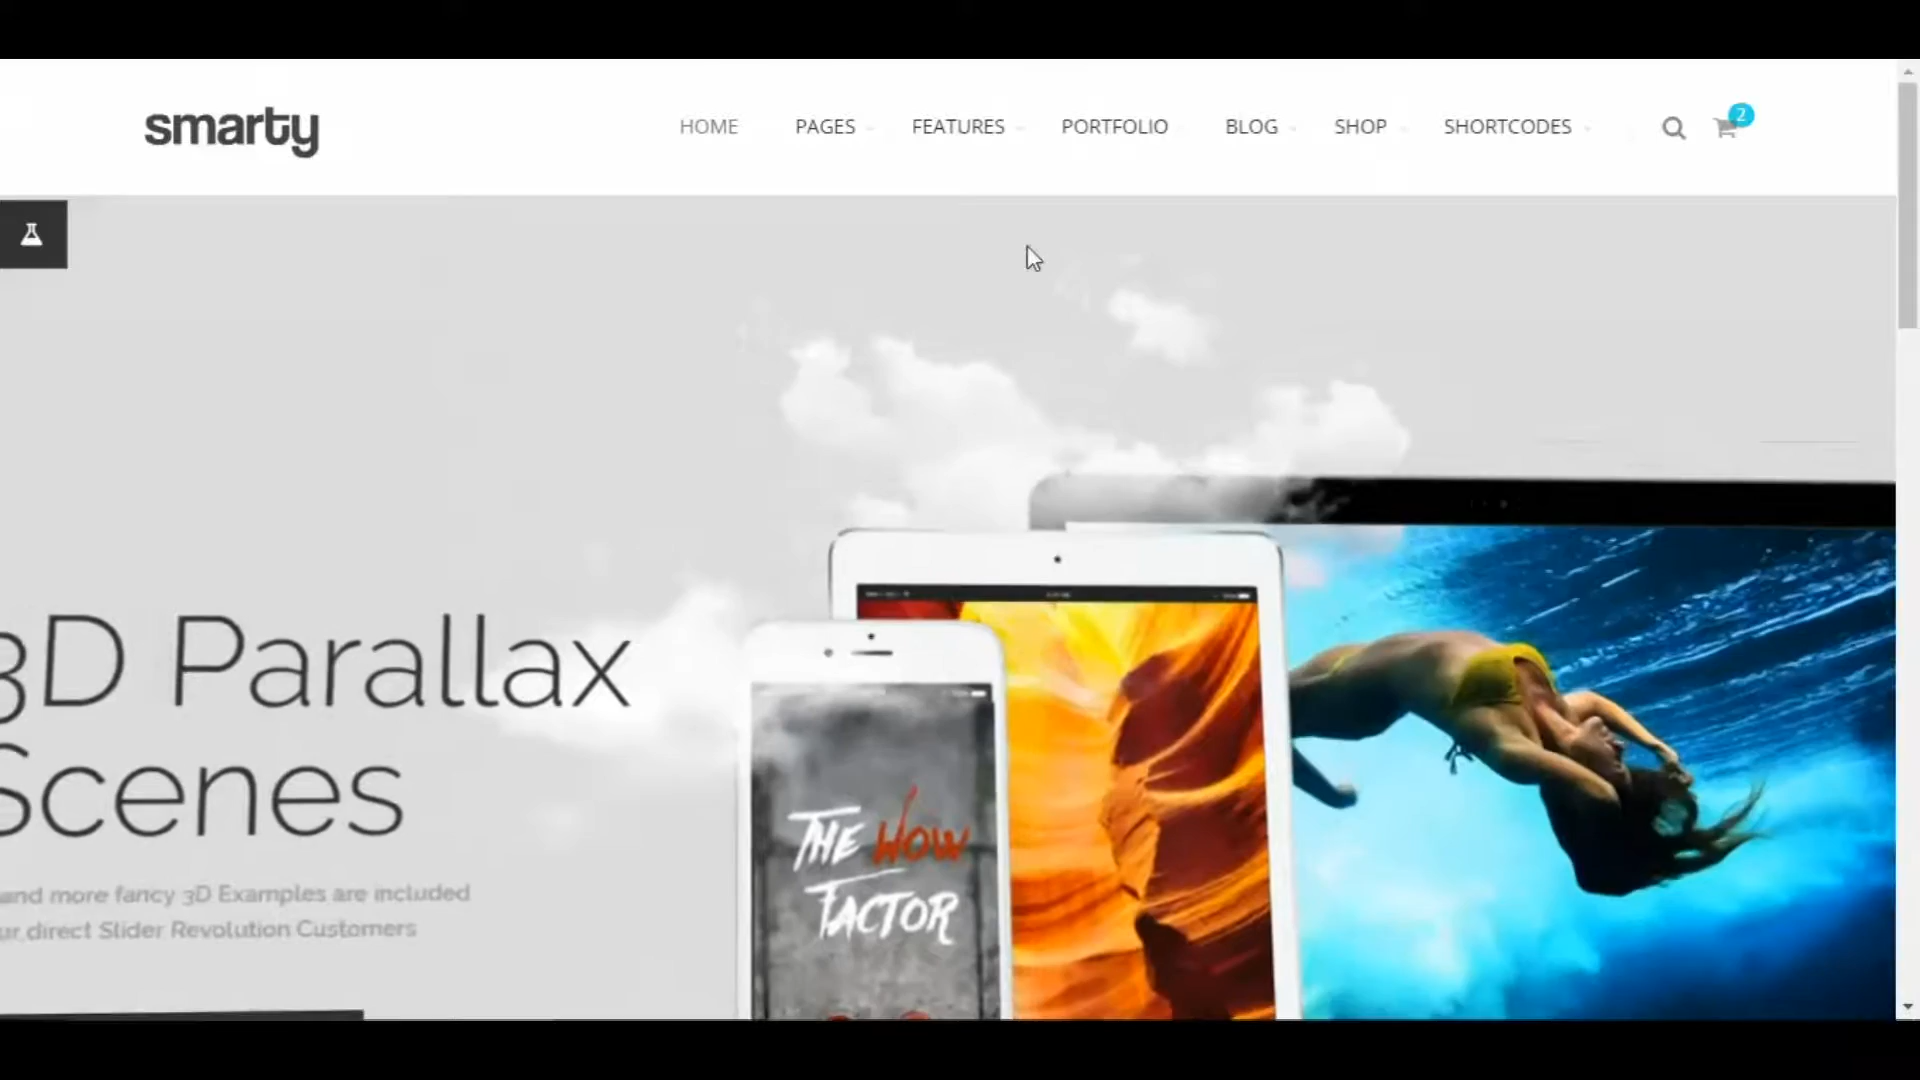 smarty
HOME PAGES FEATURES PORTFOLIO BLOG SHOP SHORTCODES
2
3D Parallax
Scenes
and more fancy 3D Examples are included
ur direct Slider Revolution Customers
THE WOW
FACTOR